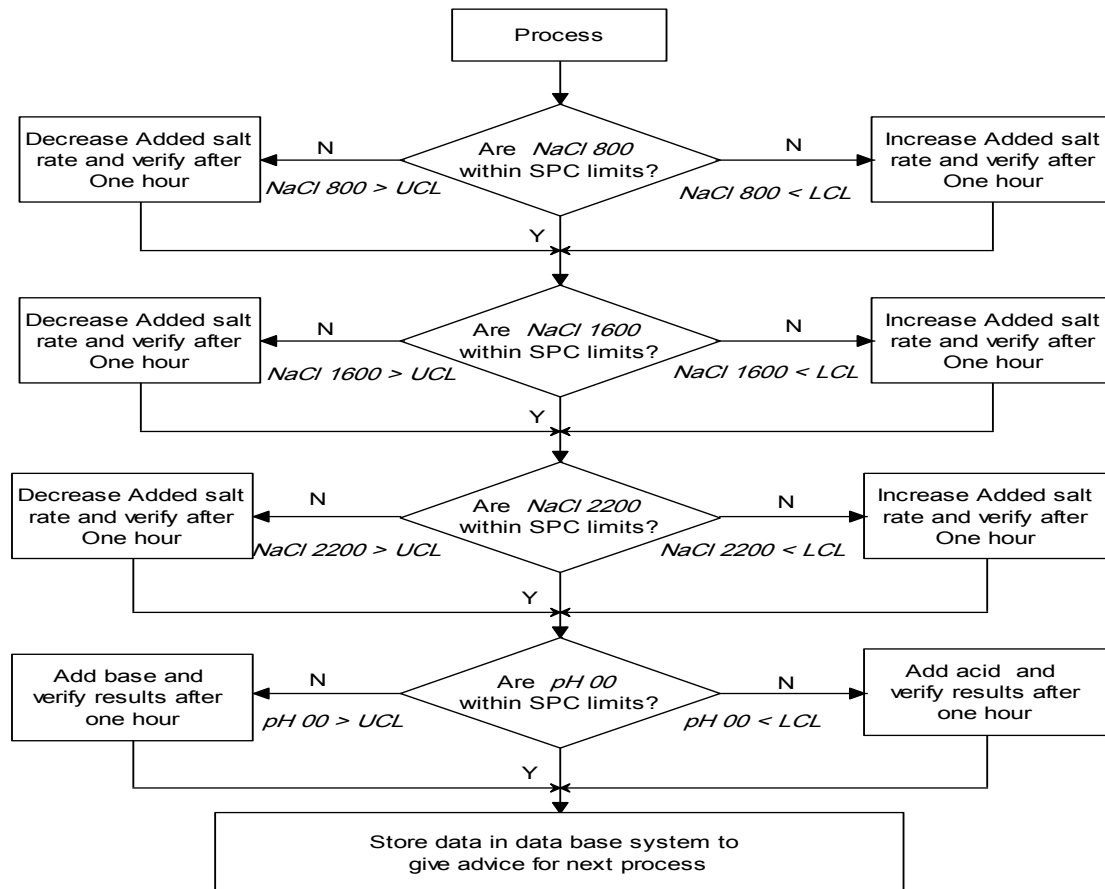 Process
Decrease Added salt
rate and verify after
One hour
N
NaCl 800 > UCL
Are NaCl 800
within SPC limits?
N
NaCl 800 < LCL
Increase Added salt
rate and verify after
One hour
Y
Decrease Added salt
rate and verify after
One hour
N
NaCl 1600 > UCL
Are NaCl 1600
within SPC limits?
N
NaCl 1600 < LCL
Increase Added salt
rate and verify after
One hour
Y
Decrease Added salt
rate and verify after
One hour
N
NaCl 2200 > UCL
Are NaCl 2200
within SPC limits?
N
NaCl 2200 < LCL
Increase Added salt
rate and verify after
One hour
Y
Add base and
verify results after
one hour
N
pH 00 > UCL
Are pH 00
within SPC limits?
N
pH 00 < LCL
Add acid and
verify results after
one hour
Y
Store data in data base system to
give advice for next process